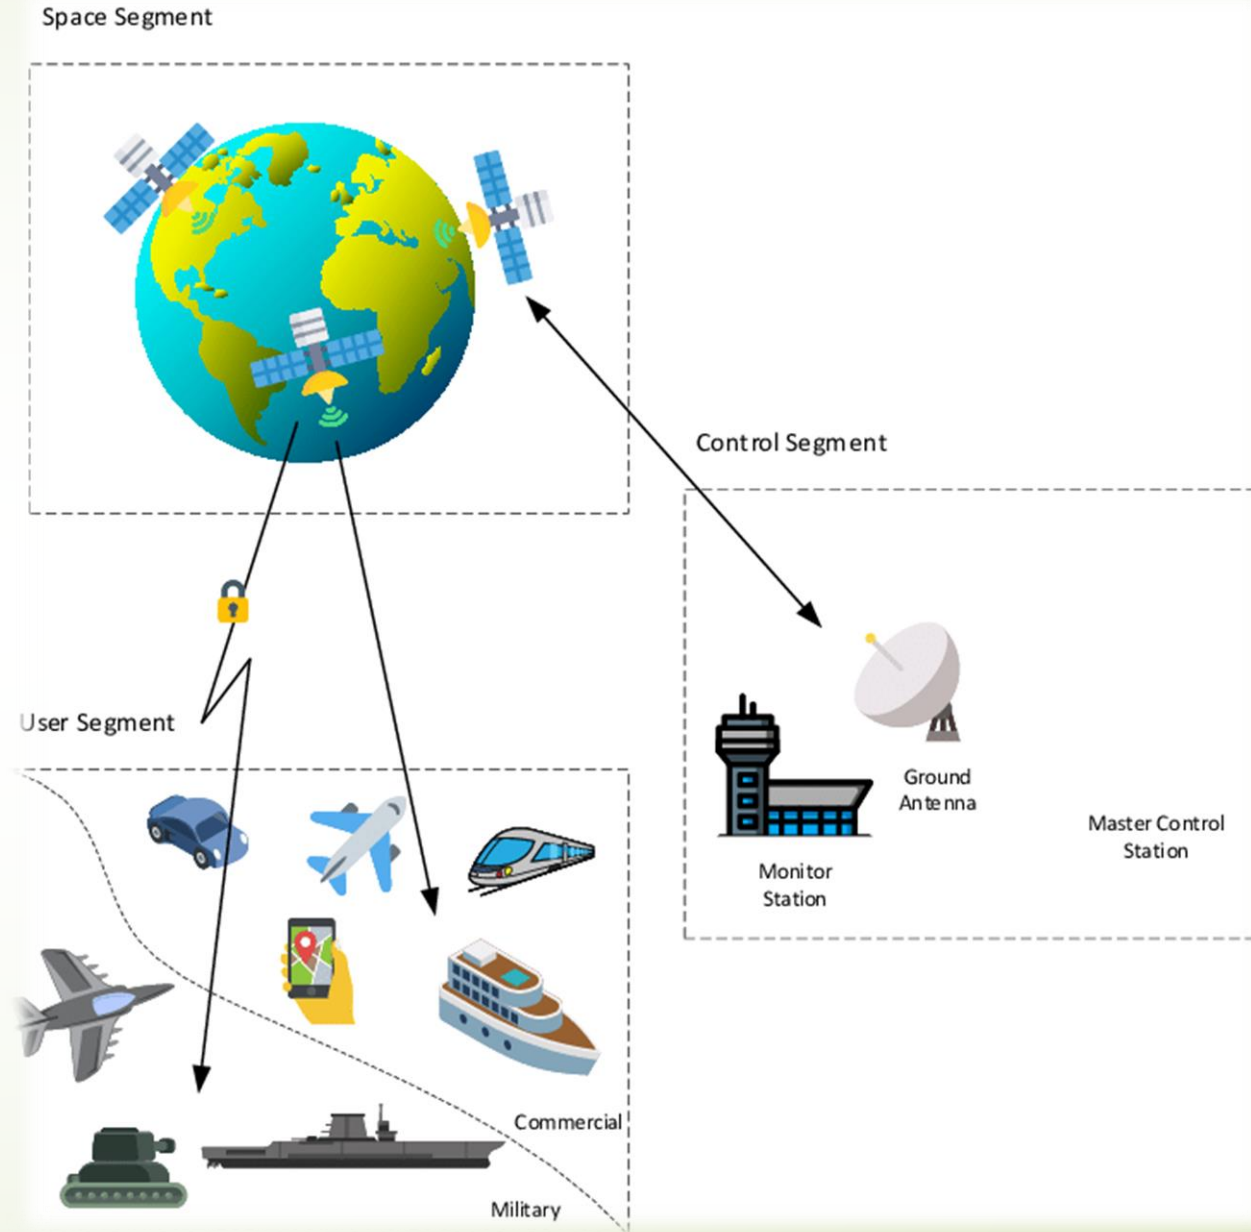 Space Segment
Control Segment
User Segment
Ground
Antenna
Master Control
Station
Monitor
Station
Commercial
Military